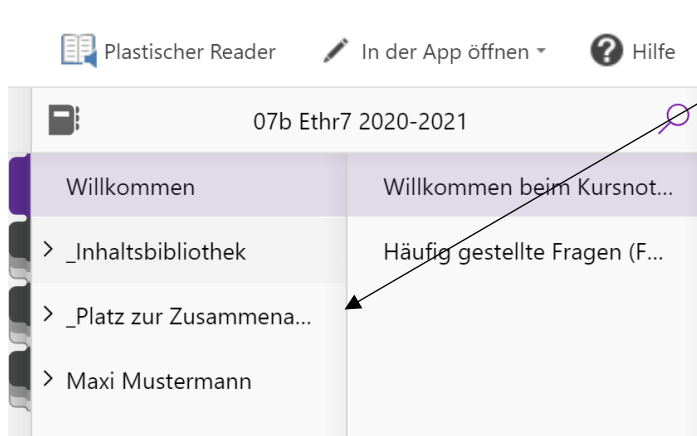 Plastischer Reader In der App öffnen Hilfe
07b Ethr7 2020-2021
Willkommen Willkommen beim Kursnot...
_Inhaltsbibliothek Häufig gestellte Fragen (F...
_Platz zur Zusammena...
Maxi Mustermann